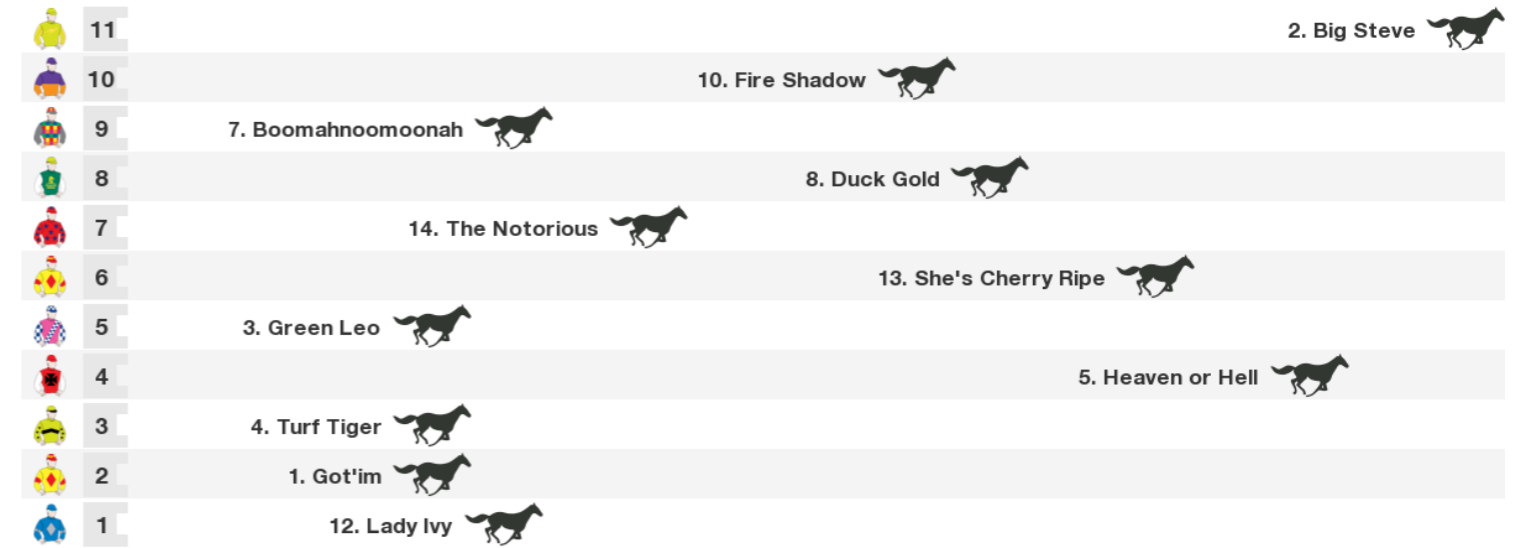 11 2. Big Steve
10 10. Fire Shadow
9 7. Boomahnoomoonah
8 8. Duck Gold
7 14. The Notorious
6 13. She's Cherry Ripe
5 3. Green Leo
4 5. Heaven or Hell
3 4. Turf Tiger
2 1. Got'im
1 12. Lady Ivy